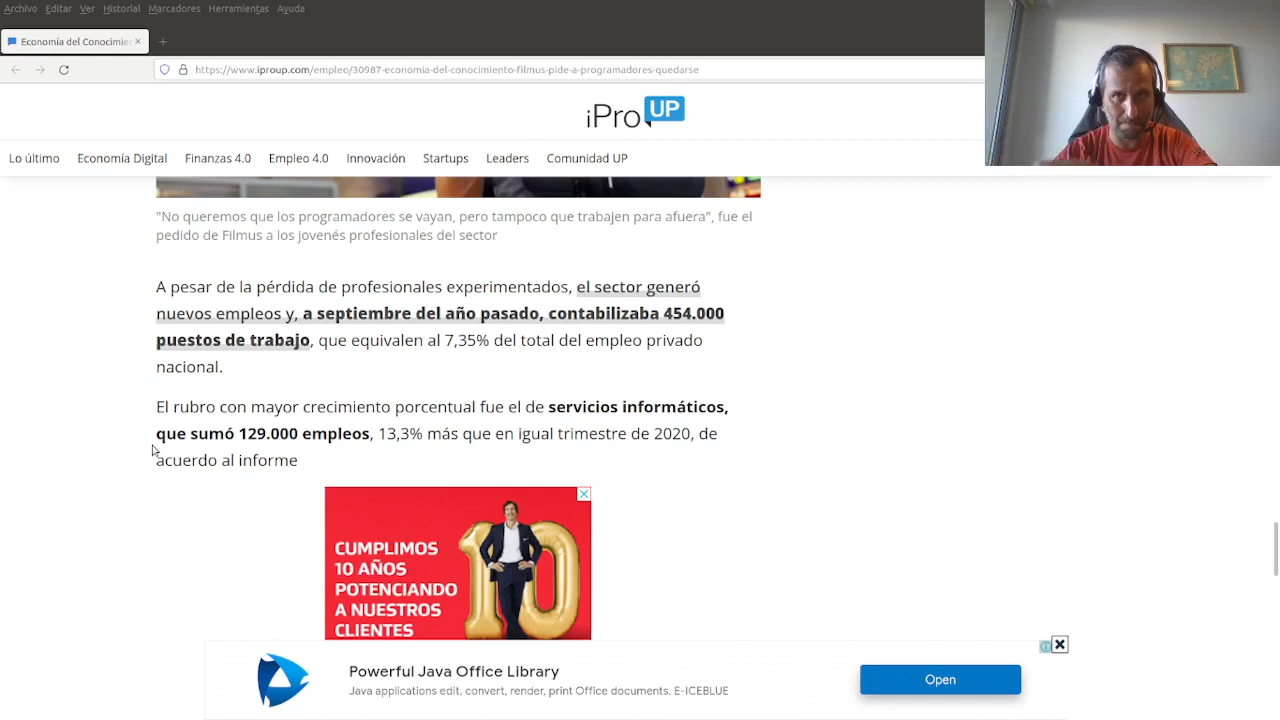 Archivo Editar Ver Historial Marcadores Herramientas Ayuda
Economía del Conocimie
https://www.iproup.com/empleo/30987-economia-del-conocimiento-filmus-pide-a-programadores-quedarse
iPro UP
Lo último Economía Digital Finanzas 4.0 Empleo 4.0 Innovación Startups Leaders Comunidad UP
"No queremos que los programadores se vayan, pero tampoco que trabajen para afuera", fue el
pedido de Filmus a los jovenés profesionales del sector
A pesar de la pérdida de profesionales experimentados, el sector generó
nuevos empleos y, a septiembre del año pasado, contabilizaba 454.000
puestos de trabajo, que equivalen al 7,35% del total del empleo privado
nacional.
El rubro con mayor crecimiento porcentual fue el de servicios informáticos,
que sumó 129.000 empleos, 13,3% más que en igual trimestre de 2020, de
acuerdo al informe
CUMPLIMOS
10 AÑOS
POTENCIANDO
A NUESTROS
CLIENTES
10
Powerful Java Office Library
Java applications edit, convert, render, print Office documents. E-ICEBLUE
Open